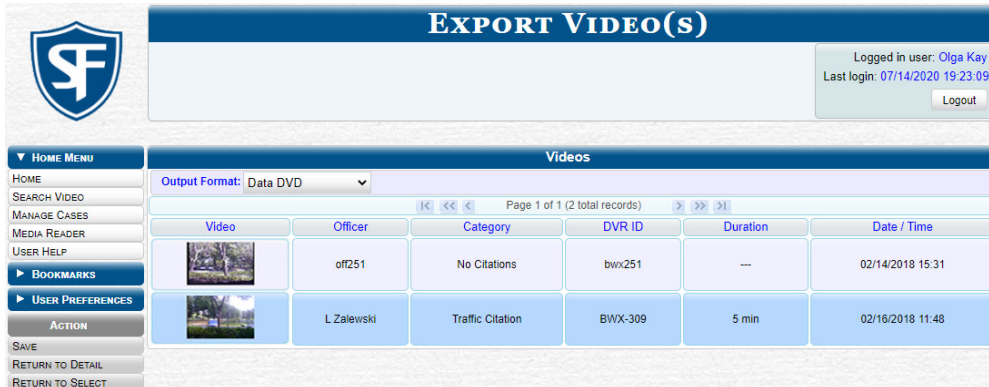 SF
EXPORT VIDEO(S)
Logged in user: Olga Kay
Last login: 07/14/2020 19:23:09
Logout
▼ HOME MENU
HOME
SEARCH VIDEO
MANAGE CASES
MEDIA READER
USER HELP
► BOOKMARKS
► USER PREFERENCES
ACTION
SAVE
RETURN TO DETAIL
RETURN TO SELECT
Videos
Output Format: Data DVD
Page 1 of 1 (2 total records)
Video Officer Category DVR ID Duration Date / Time
off251 No Citations bwx251 --- 02/14/2018 15:31
L Zalewski Traffic Citation BWX-309 5 min 02/16/2018 11:48